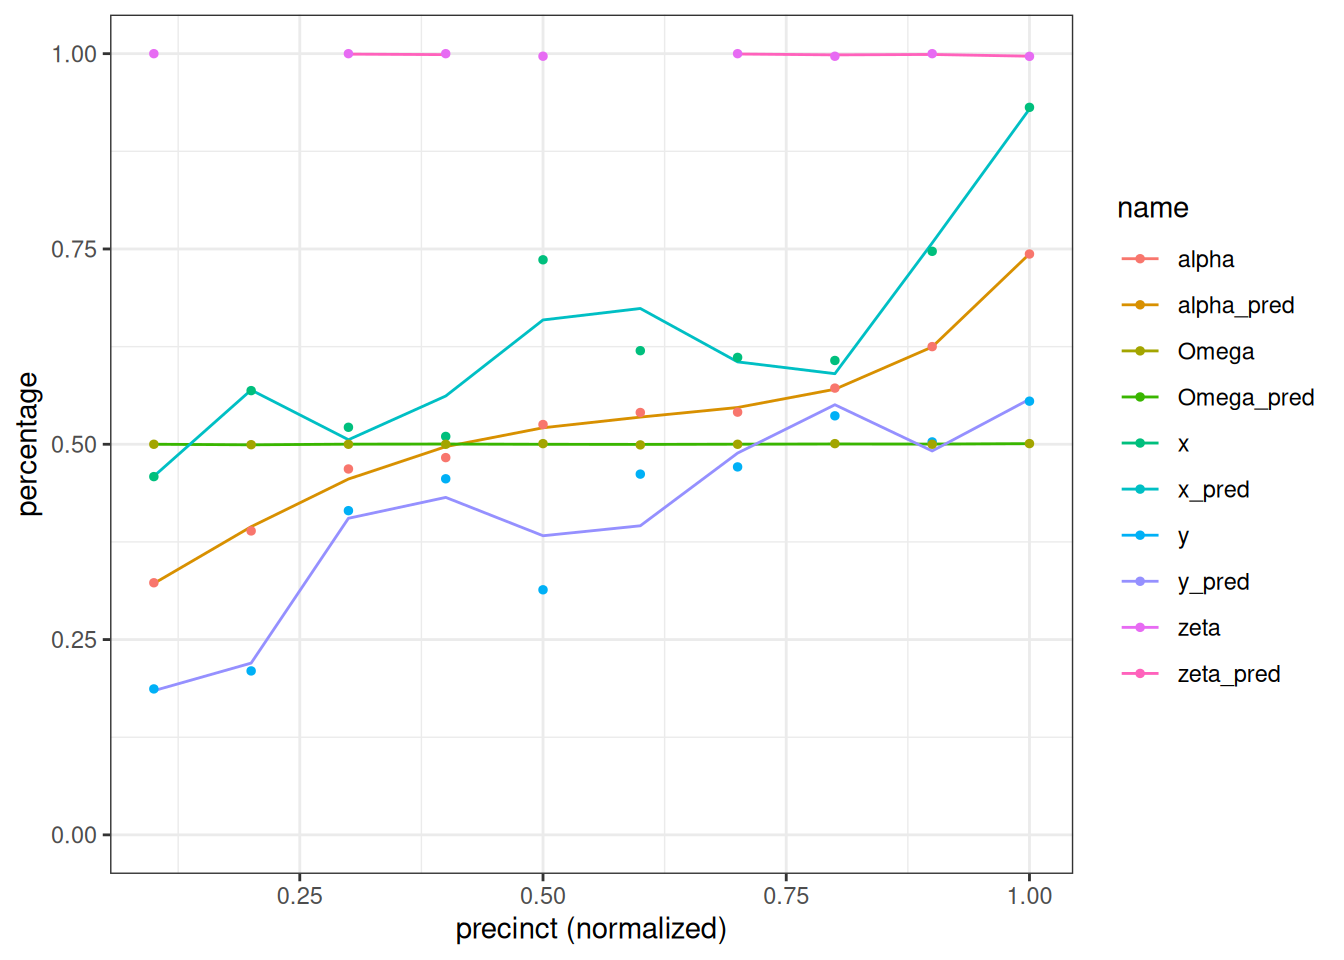 1.00
0.75
0.50
0.25
0.00
percentage
0.25 0.50 0.75 1.00
precinct (normalized)
name
alpha
alpha_pred
Omega
Omega_pred
x
x_pred
y
y_pred
zeta
zeta_pred